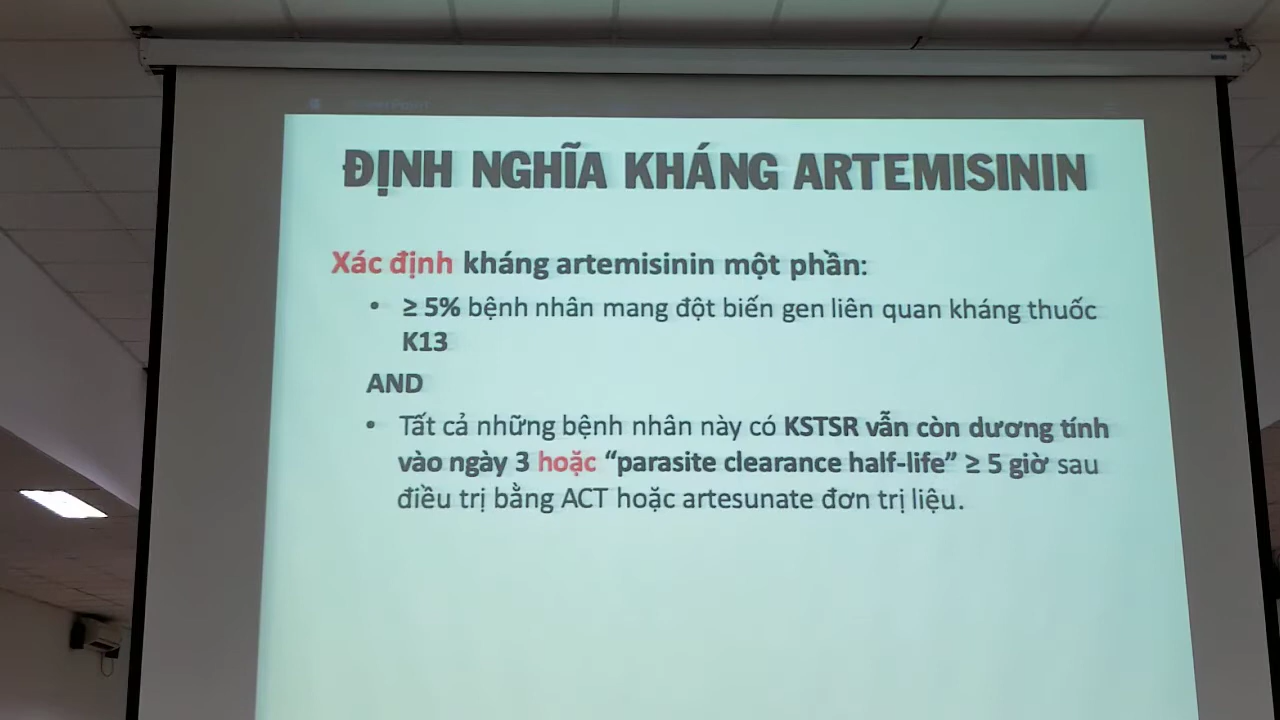 ĐỊNH NGHĨA KHÁNG ARTEMISININ
Xác định kháng artemisinin một phần:
• ≥ 5% bệnh nhân mang đột biến gen liên quan kháng thuốc
K13
AND
• Tất cả những bệnh nhân này có KSTSR vẫn còn dương tính
vào ngày 3 hoặc “parasite clearance half-life” ≥ 5 giờ sau
điều trị bằng ACT hoặc artesunate đơn trị liệu.